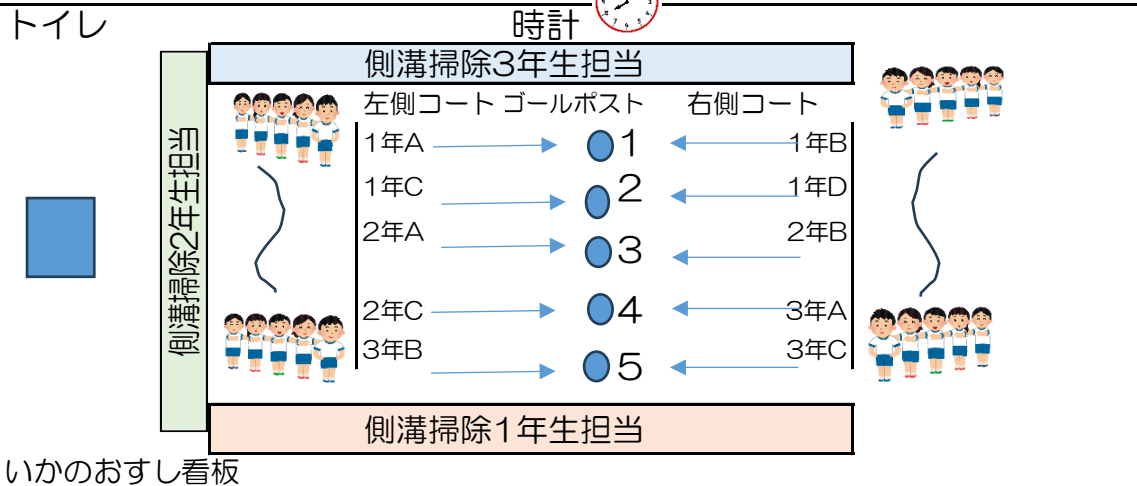 トイレ
時計
側溝掃除3年生担当
側溝掃除2年生担当
左側コート ゴールポスト 右側コート
1年A 1 1年B
1年C 2 1年D
2年A 3 2年B
2年C 4 3年A
3年B 5 3年C
側溝掃除1年生担当
いかのおすし看板